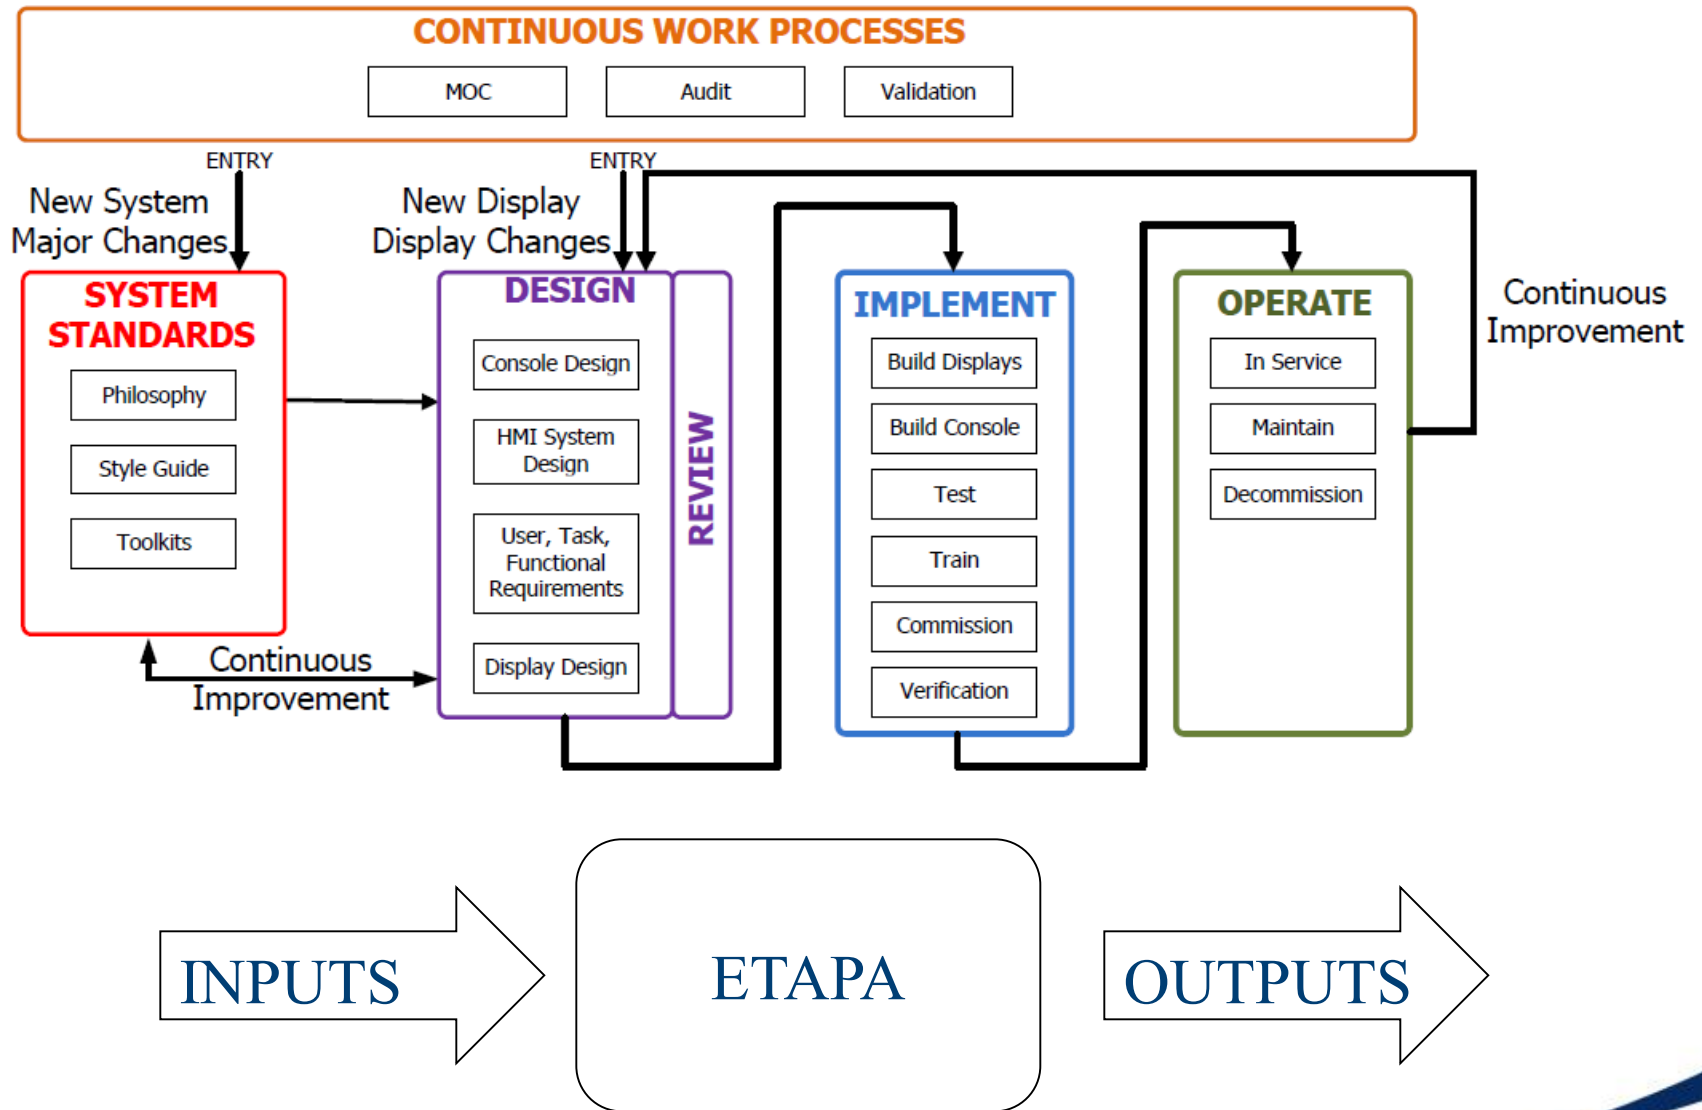 CONTINUOUS WORK PROCESSES
MOC
Audit
Validation
ENTRY
New System
Major Changes
ENTRY
New Display
Display Changes
SYSTEM
STANDARDS
Philosophy
Style Guide
Toolkits
Continuous
Improvement
DESIGN
Console Design
HMI System
Design
User, Task,
Functional
Requirements
Display Design
REVIEW
IMPLEMENT
Build Displays
Build Console
Test
Train
Commission
Verification
OPERATE
In Service
Maintain
Decommission
Continuous
Improvement
INPUTS
ETAPA
OUTPUTS